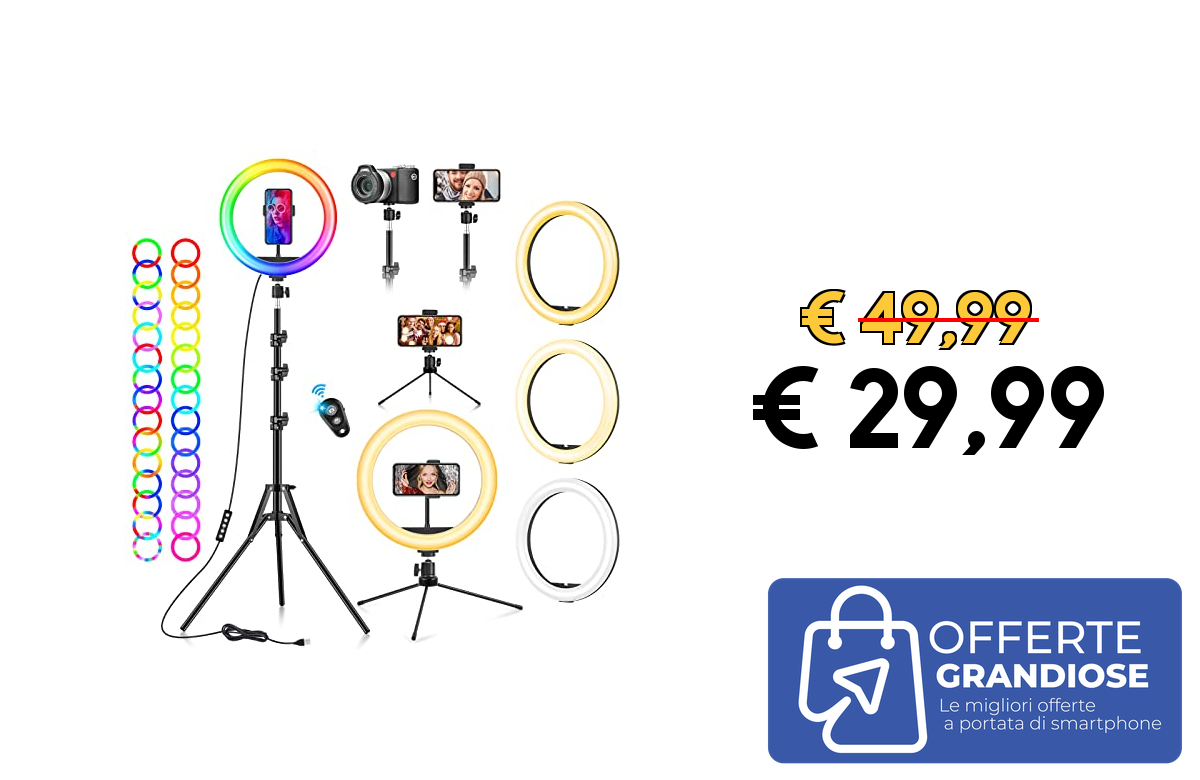 € 49,99
€ 29,99
OFFERTE
GRANDIOSE
Le migliori offerte
a portata di smartphone